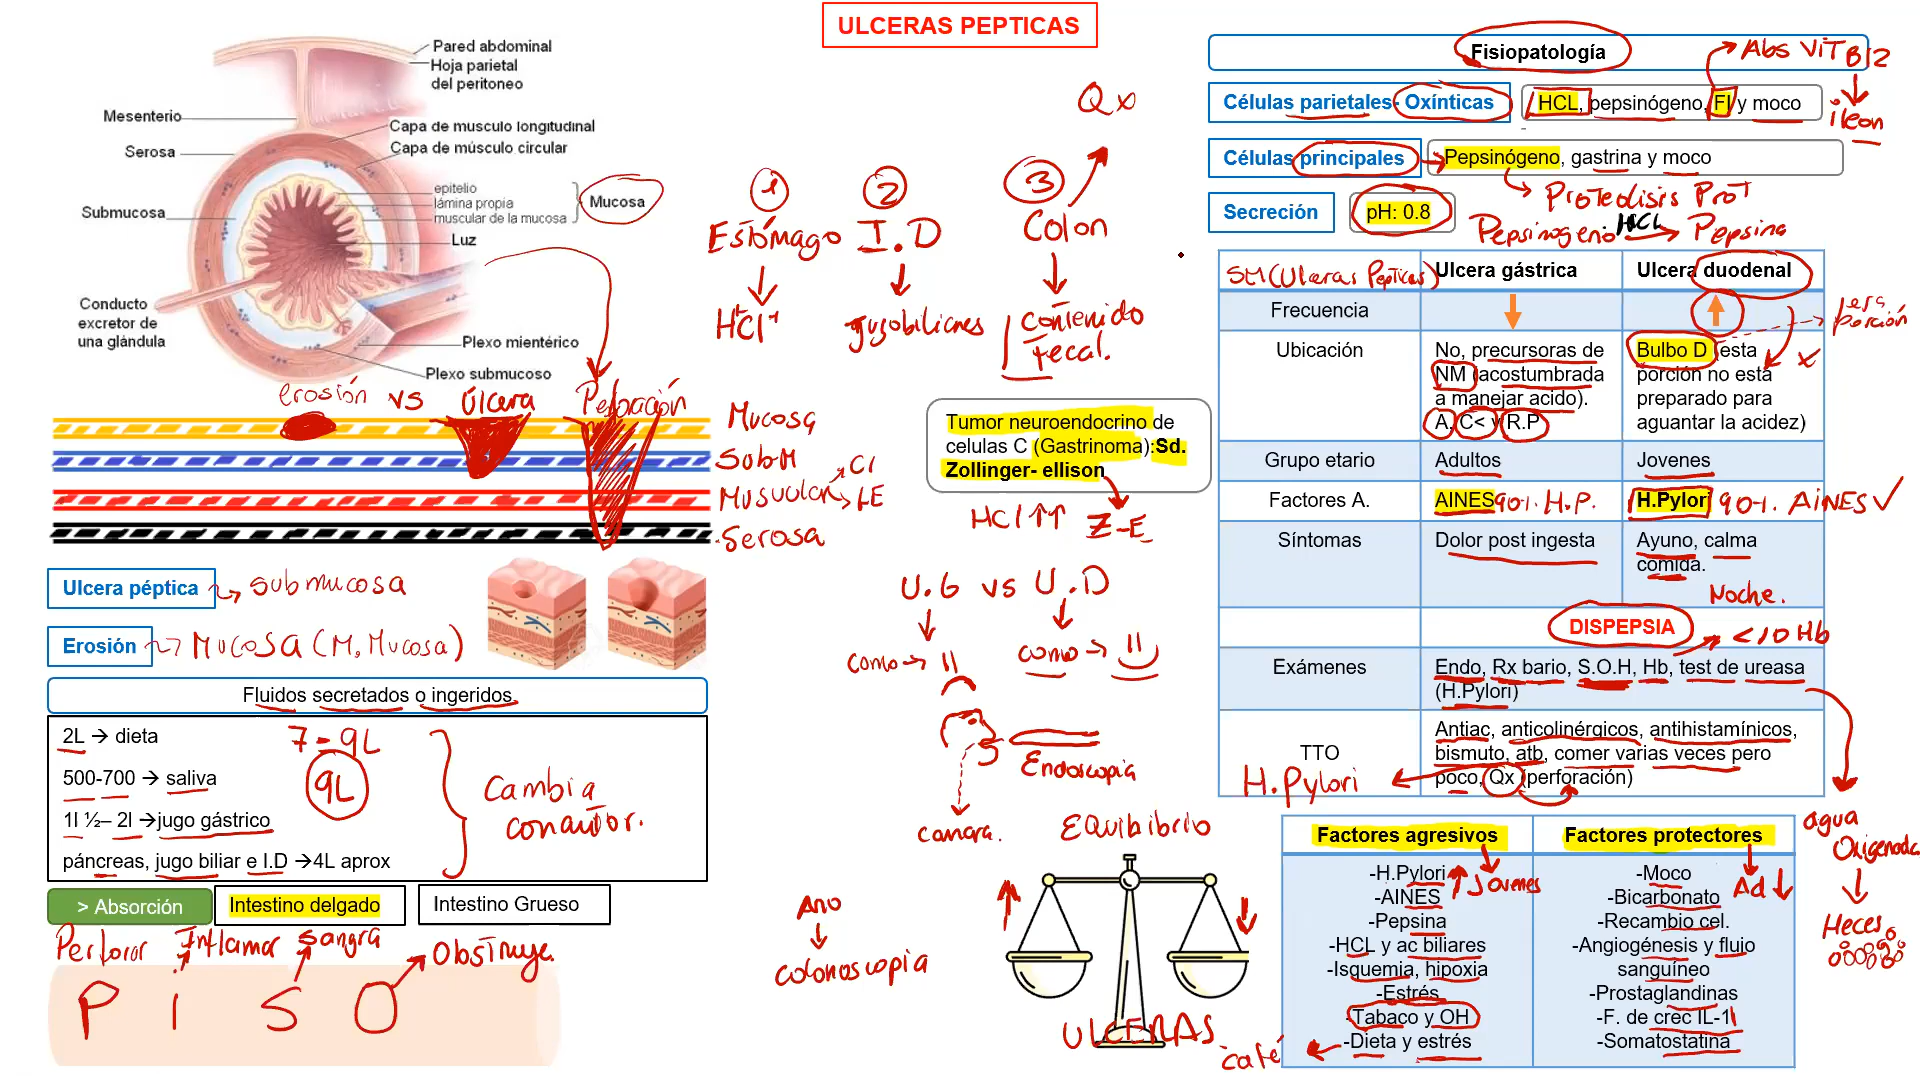 ULCERAS PEPTICAS
Pared abdominal
Hoja parietal
del peritoneo
Mesenterio
Serosa
Capa de musculo longitudinal
Capa de músculo circular
epitelio
lámina propia
muscular de la mucosa
Mucosa
Submucosa
Luz
Conducto
excretor de
una glándula
Plexo mientérico
Plexo submucoso
erosión vs Úlcera Perforación
Mucosa
SubM
Muscular CI
LE
Serosa
Ulcera péptica submucosa
Erosión Mucosa (M. Mucosa)
Fluidos secretados o ingeridos.
2L → dieta
500-700 → saliva
1l ½– 2l →jugo gástrico
páncreas, jugo biliar e I.D →4L aprox
7-9L
9L
Cambia
> Absorción
Intestino delgado
Intestino Grueso
Perforar Inflamar Sangra Obstruye
P I S O
Qx
1 2 3
Estómago I.D Colon
HCl
contenido
fecal.
Tumor neuroendocrino de
celulas C (Gastrinoma):Sd.
Zollinger- ellison
HCl↑↑ Z-E
U.G vs U.D
como→ como→
Endoscopia
camara.
Ano
colonoscopia
Equibibrio
ULCERAS
Fisiopatología
Abs VIT B12
ileon
Células parietales- Oxínticas
HCL, pepsinógeno, FI y moco
Células principales
Pepsinógeno, gastrina y moco
Proteolisis Prot
Secreción
pH: 0.8
Pepsinogeno HCL Pepsina
SM(Ulceras Pepticas) Ulcera gástrica Ulcera duodenal
Frecuencia
1era
porción
Ubicación
No, precursoras de
NM (acostumbrada
a manejar acido).
A, C< y R.P
Bulbo D (esta
porción no está
preparado para
aguantar la acidez)
Grupo etario Adultos Jovenes
Factores A. AINES 90% H.P. H.Pylori 90% AINES ✓
Síntomas Dolor post ingesta
Ayuno, calma
comida.
Noche.
DISPEPSIA
<10 Hb
Exámenes
Endo, Rx bario, S.O.H, Hb, test de ureasa
(H.Pylori)
TTO
Antiac, anticolinérgicos, antihistamínicos,
bismuto, atb, comer varias veces pero
poco, Qx (perforación)
H.Pylori
Factores agresivos
-H.Pylori ↑ Jovenes
-AINES
-Pepsina
-HCL y ac biliares
-Isquemia, hipoxia
-Estrés
-Tabaco y OH
-Dieta y estrés
café
Factores protectores
-Moco
-Bicarbonato
-Recambio cel.
-Angiogénesis y flujo
sanguíneo
-Prostaglandinas
-F. de crec IL-1
-Somatostatina
Ad ↓
agua
Oxigenada
Heces